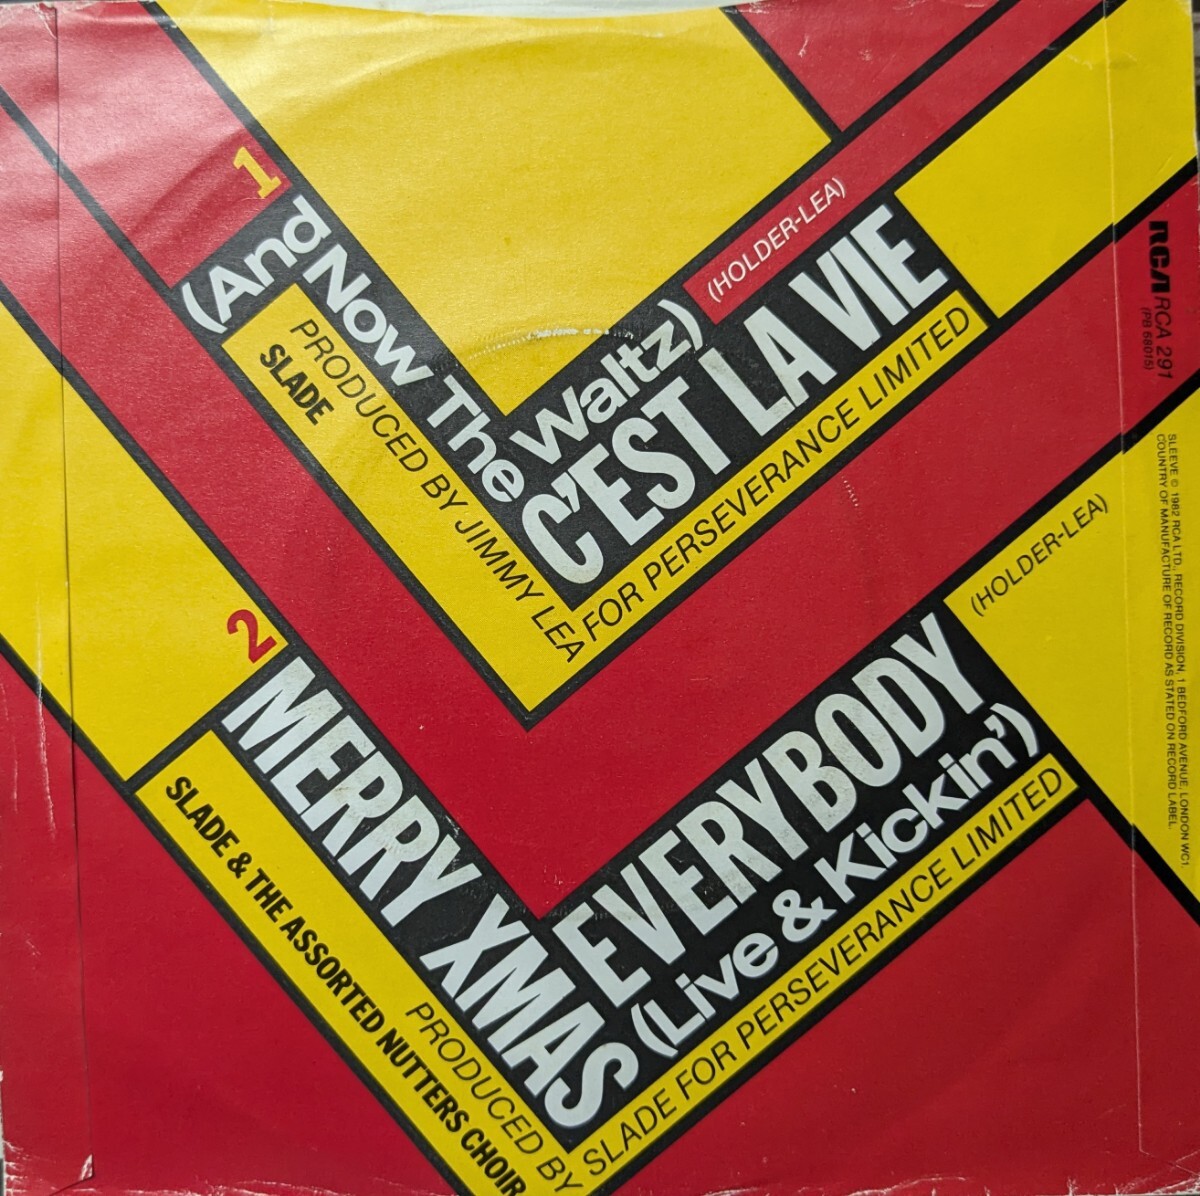 1
(And Now The Waltz)
C'EST LA VIE
(HOLDER-LEA)
SLADE
PRODUCED BY JIMMY LEA FOR PERSEVERANCE LIMITED
2
MERRY XMAS EVERYBODY
(Live & Kickin')
(HOLDER-LEA)
SLADE & THE ASSORTED NUTTERS CHOIR
PRODUCED BY SLADE FOR PERSEVERANCE LIMITED
RCA RCA 291
(PB 68015)
SLEEVE © 1982 RCA LTD., RECORD DIVISION, 1 BEDFORD AVENUE, LONDON WC1.
COUNTRY OF MANUFACTURE OF RECORD AS STATED ON RECORD LABEL.